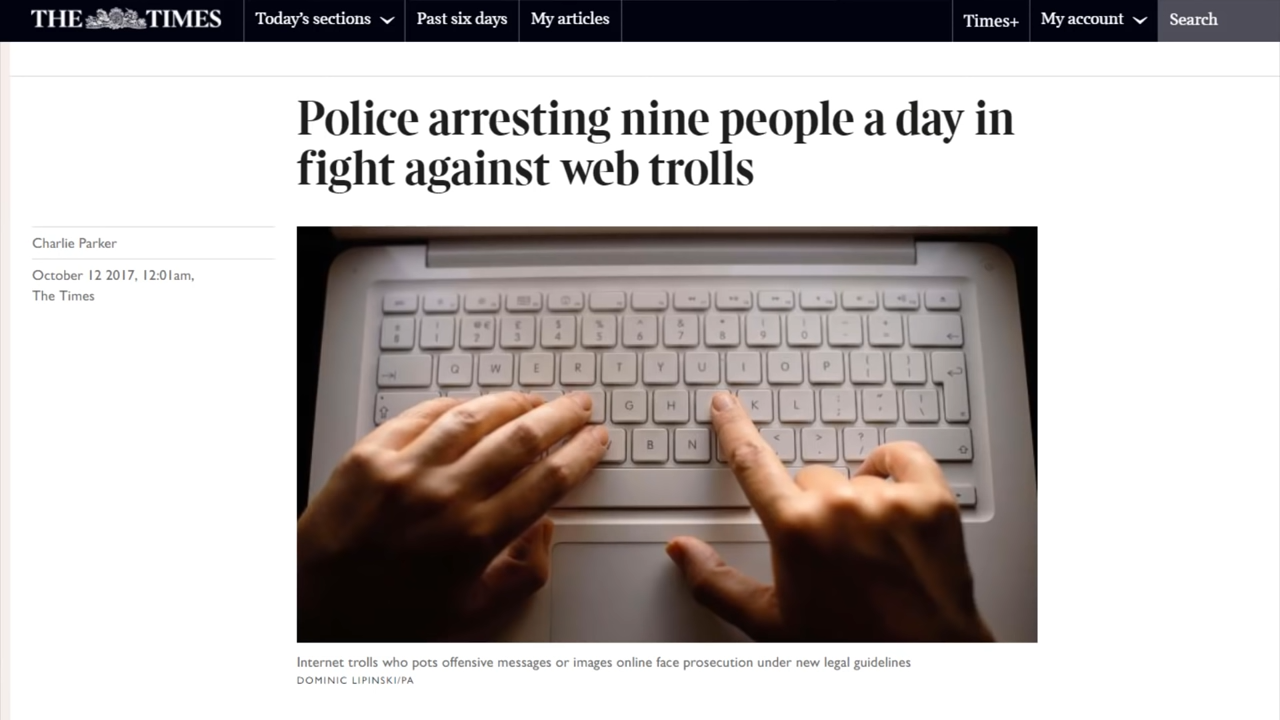 THE TIMES
Today's sections
Past six days
My articles
Times+
My account
Search
Police arresting nine people a day in
fight against web trolls
Charlie Parker
October 12 2017, 12:01am,
The Times
Q W E R T Y U I O P
G H K L
B N
Internet trolls who pots offensive messages or images online face prosecution under new legal guidelines
DOMINIC LIPINSKI/PA